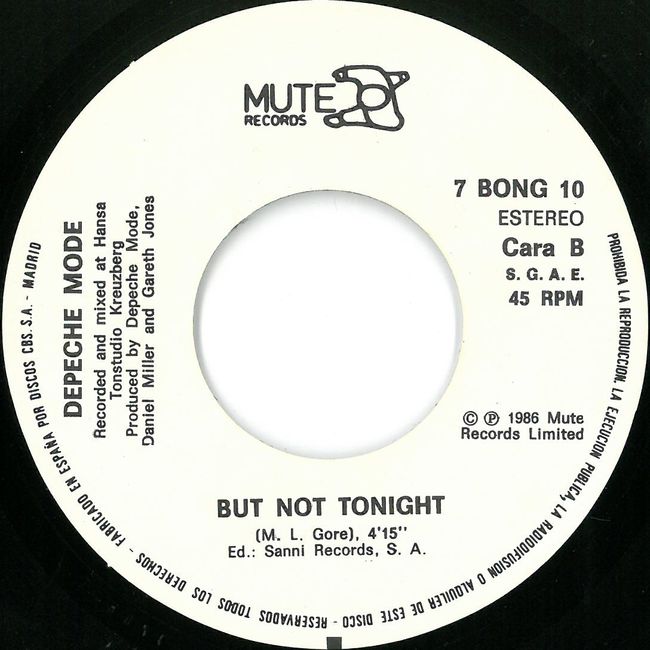 MUTE
RECORDS
7 BONG 10
ESTEREO
Cara B
S. G. A. E.
45 RPM
DEPECHE MODE
Recorded and mixed at Hansa
Tonstudio Kreuzberg
Produced by Depeche Mode,
Daniel Miller and Gareth Jones
© ℗ 1986 Mute
Records Limited
BUT NOT TONIGHT
(M. L. Gore), 4'15''
Ed.: Sanni Records, S. A.
PROHIBIDA LA REPRODUCCION, LA EJECUCION PUBLICA, LA RADIODIFUSION O ALQUILER DE ESTE DISCO - RESERVADOS TODOS LOS DERECHOS - FABRICADO EN ESPAÑA POR DISCOS CBS, S.A. - MADRID